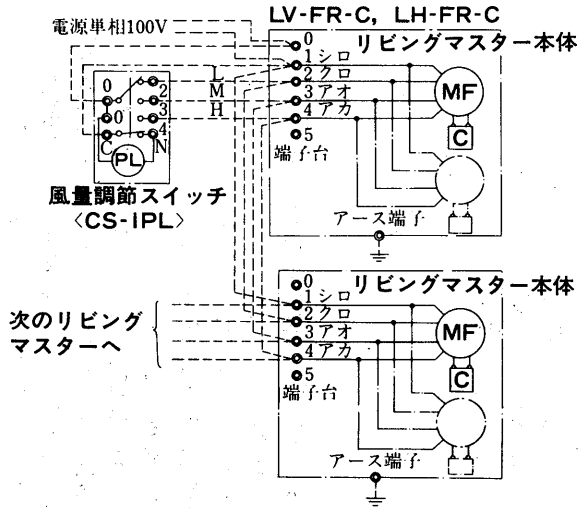 LV-FR-C, LH-FR-C
電源単相100V
リビングマスター本体
0
1シロ
2クロ
3アオ
4アカ
5
端子台
MF
C
アース端子
L
M
H
0
2
0
3
4
C
N
PL
風量調節スイッチ
〈CS-IPL〉
リビングマスター本体
0
1シロ
2クロ
3アオ
4アカ
5
端子台
MF
C
アース端子
次のリビング
マスターへ